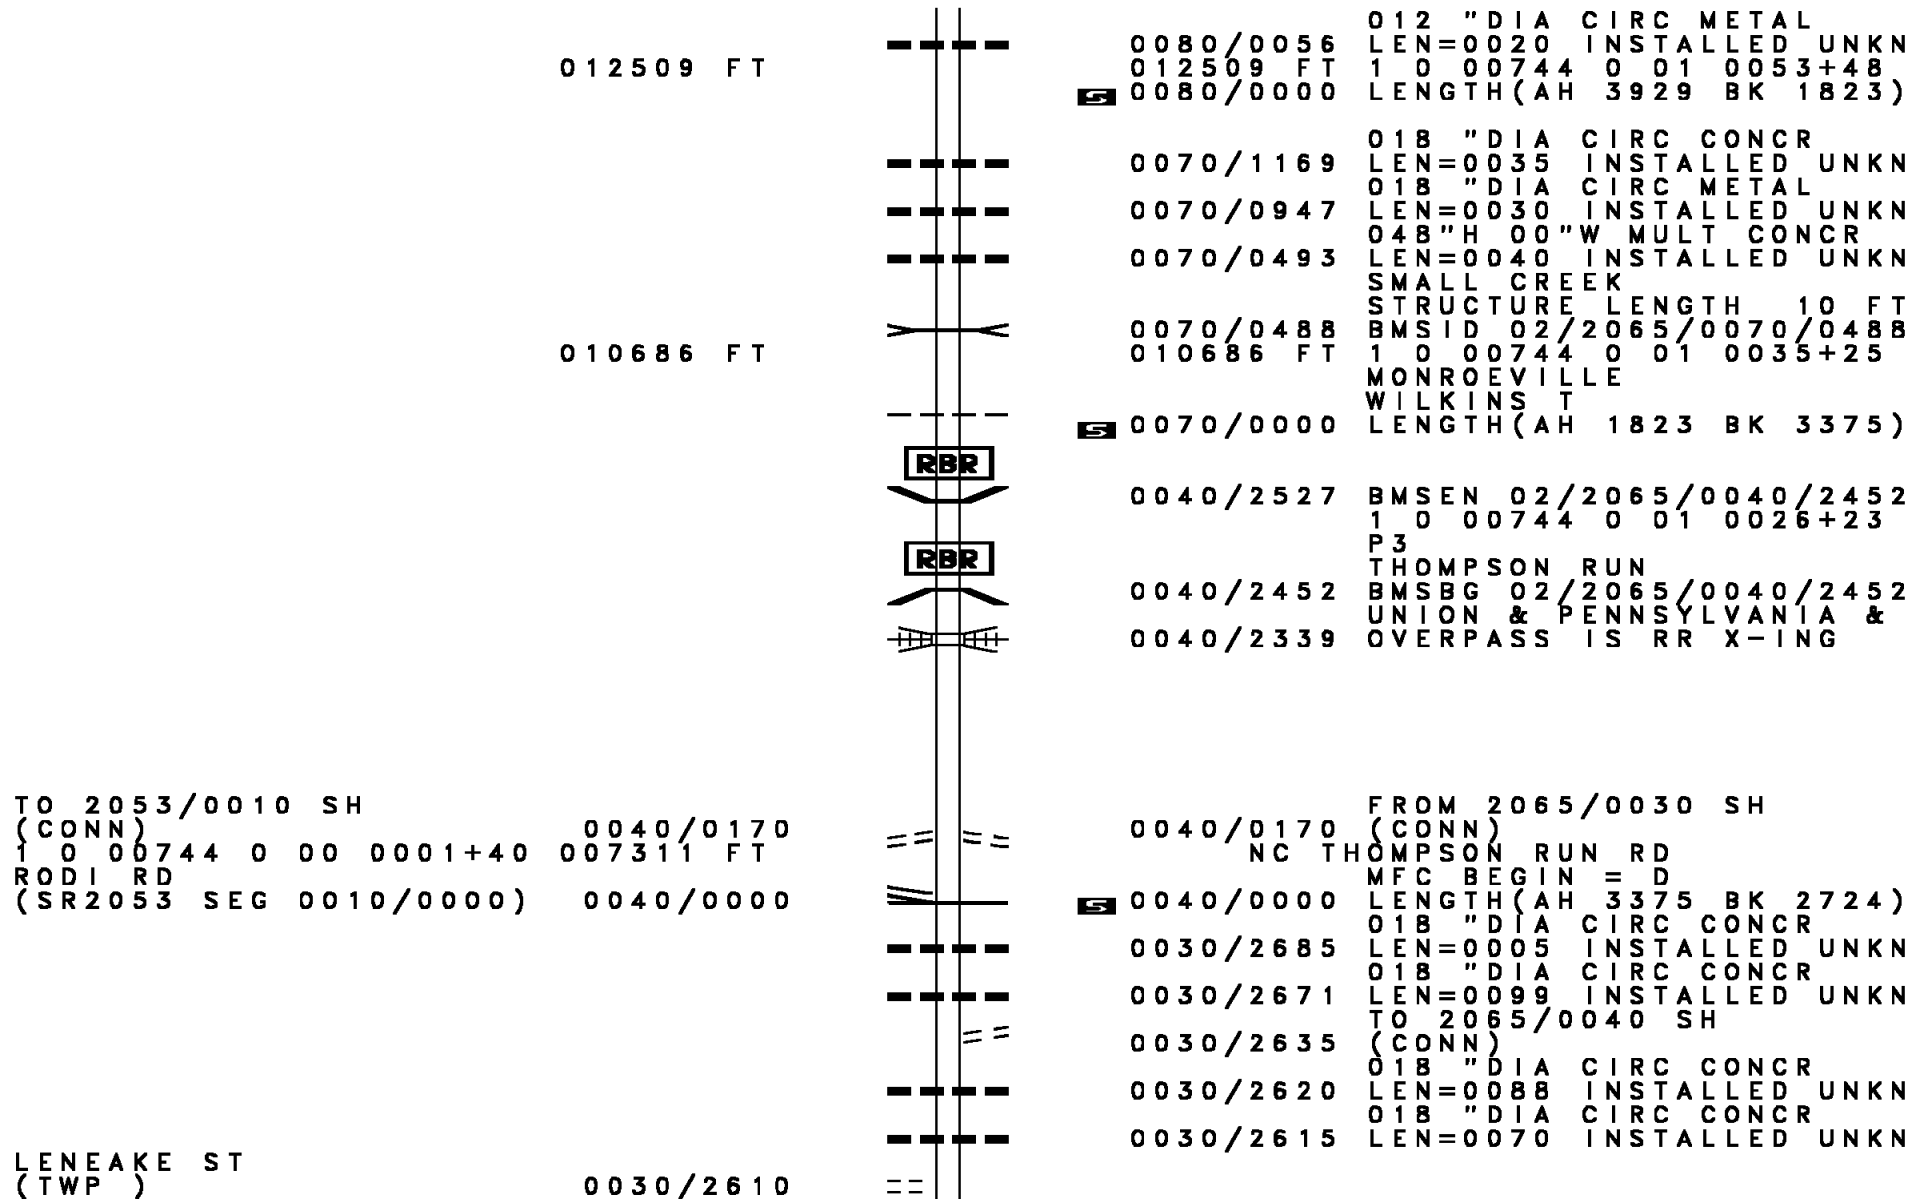 012 "DIA CIRC METAL
0080/0056 LEN=0020 INSTALLED UNKN
012509 FT 012509 FT 1 0 00744 0 01 0053+48
S 0080/0000 LENGTH(AH 3929 BK 1823)
018 "DIA CIRC CONCR
0070/1169 LEN=0035 INSTALLED UNKN
018 "DIA CIRC METAL
0070/0947 LEN=0030 INSTALLED UNKN
048"H 00"W MULT CONCR
0070/0493 LEN=0040 INSTALLED UNKN
SMALL CREEK
STRUCTURE LENGTH 10 FT
0070/0488 BMSID 02/2065/0070/0488
010686 FT 010686 FT 1 0 00744 0 01 0035+25
MONROEVILLE
WILKINS T
S 0070/0000 LENGTH(AH 1823 BK 3375)
RBR
0040/2527 BMSEN 02/2065/0040/2452
1 0 00744 0 01 0026+23
P3
RBR
THOMPSON RUN
0040/2452 BMSBG 02/2065/0040/2452
UNION & PENNSYLVANIA &
0040/2339 OVERPASS IS RR X-ING
TO 2053/0010 SH FROM 2065/0030 SH
(CONN) 0040/0170 0040/0170 (CONN)
1 0 00744 0 00 0001+40 007311 FT NC THOMPSON RUN RD
RODI RD MFC BEGIN = D
(SR2053 SEG 0010/0000) 0040/0000 S 0040/0000 LENGTH(AH 3375 BK 2724)
018 "DIA CIRC CONCR
0030/2685 LEN=0005 INSTALLED UNKN
018 "DIA CIRC CONCR
0030/2671 LEN=0099 INSTALLED UNKN
TO 2065/0040 SH
0030/2635 (CONN)
018 "DIA CIRC CONCR
0030/2620 LEN=0088 INSTALLED UNKN
018 "DIA CIRC CONCR
0030/2615 LEN=0070 INSTALLED UNKN
LENEAKE ST
(TWP ) 0030/2610